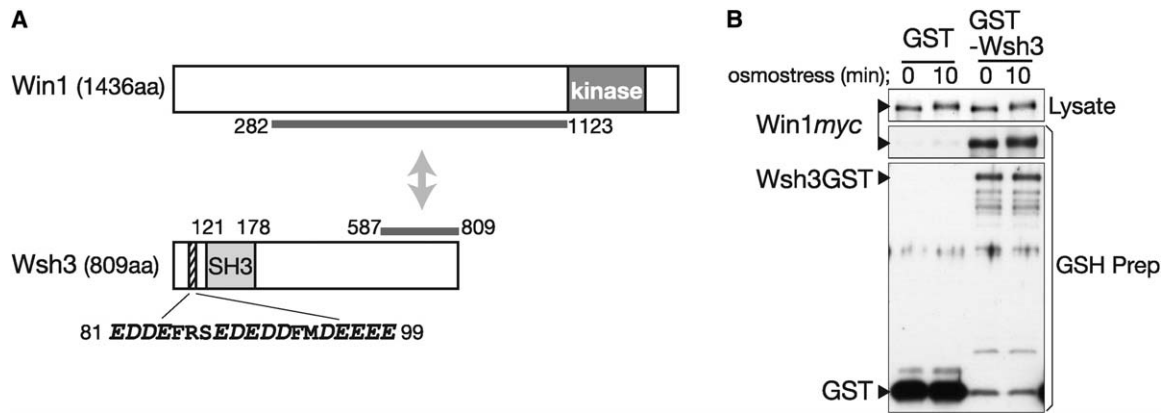 A
Win1 (1436aa)
kinase
282
1123
587
809
121 178
Wsh3 (809aa)
SH3
81 EDDEFRSEDEDDFMDEEEE 99
B
GST
GST
-Wsh3
osmostress (min); 0 10 0 10
Lysate
Win1myc
Wsh3GST
GSH Prep
GST